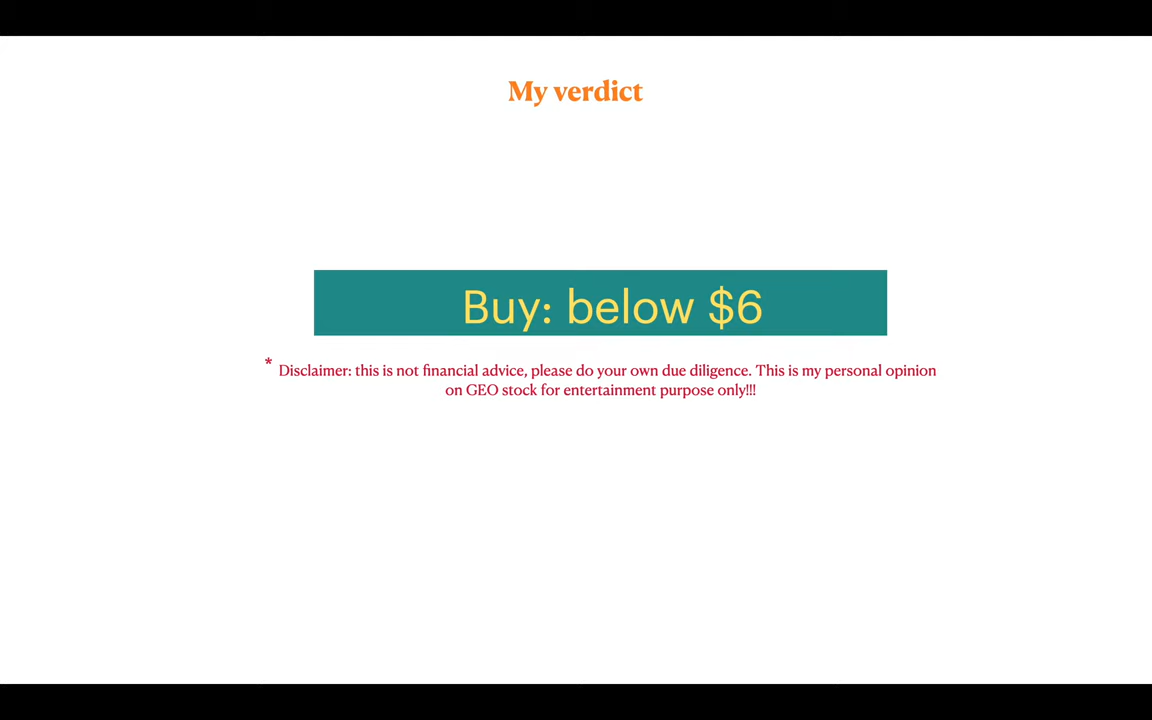 My verdict
Buy: below $6
* Disclaimer: this is not financial advice, please do your own due diligence. This is my personal opinion
on GEO stock for entertainment purpose only!!!